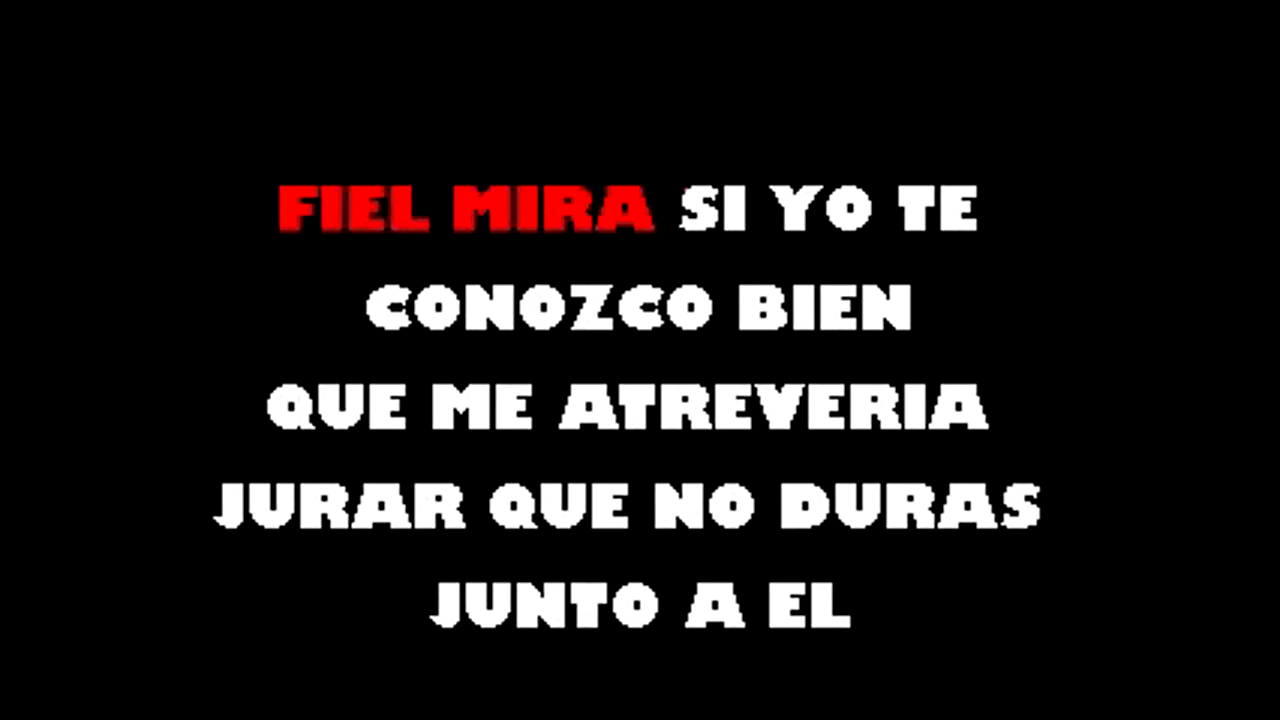 FIEL MIRA SI YO TE
CONOZCO BIEN
QUE ME ATREVERIA
JURAR QUE NO DURAS
JUNTO A EL